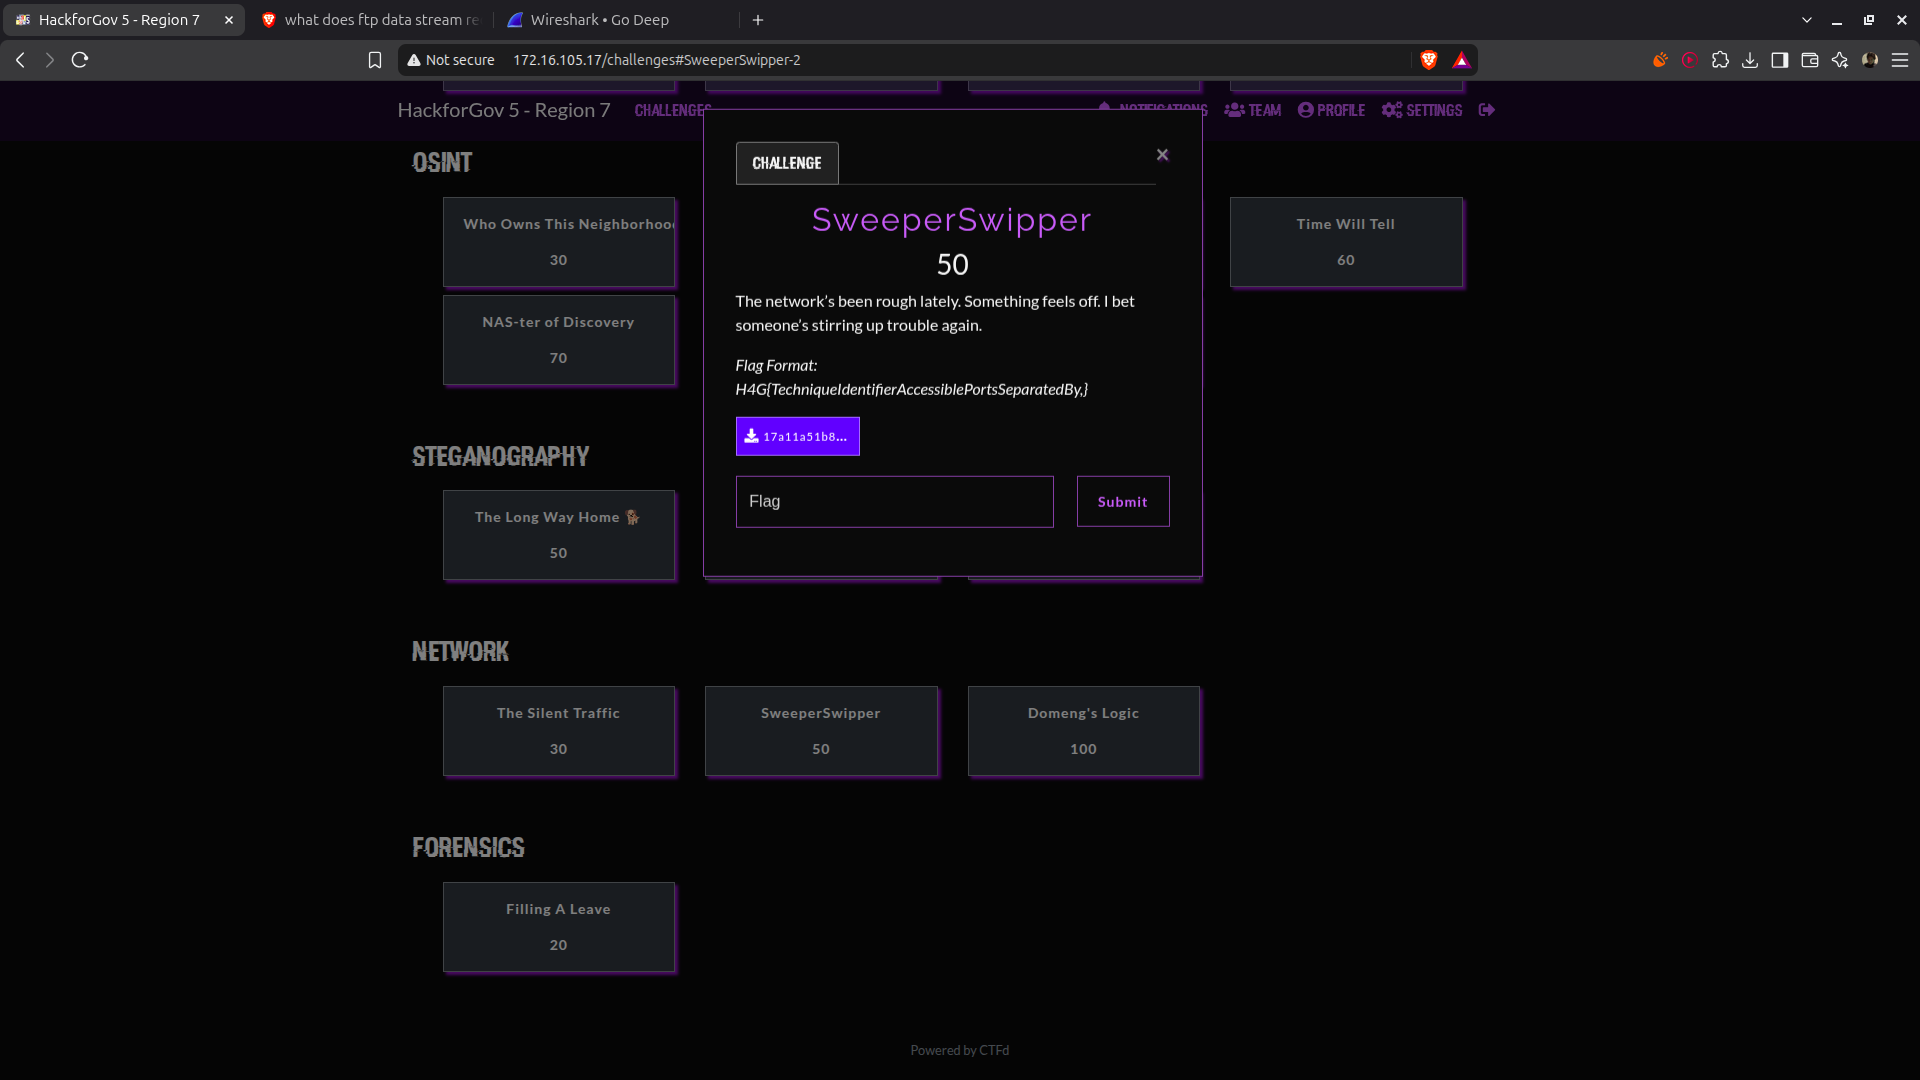 HackforGov 5 - Region 7
what does ftp data stream re
Wireshark • Go Deep
Not secure
172.16.105.17/challenges#SweeperSwipper-2
HackforGov 5 - Region 7
CHALLENGES
NOTIFICATIONS
TEAM
PROFILE
SETTINGS
CHALLENGE
×
SweeperSwipper
50
The network’s been rough lately. Something feels off. I bet
someone’s stirring up trouble again.
Flag Format:
H4G{TechniqueIdentifierAccessiblePortsSeparatedBy,}
17a11a51b8...
Flag
Submit
OSINT
Who Owns This Neighborhood
30
Time Will Tell
60
NAS-ter of Discovery
70
STEGANOGRAPHY
The Long Way Home
50
NETWORK
The Silent Traffic
30
SweeperSwipper
50
Domeng's Logic
100
FORENSICS
Filling A Leave
20
Powered by CTFd